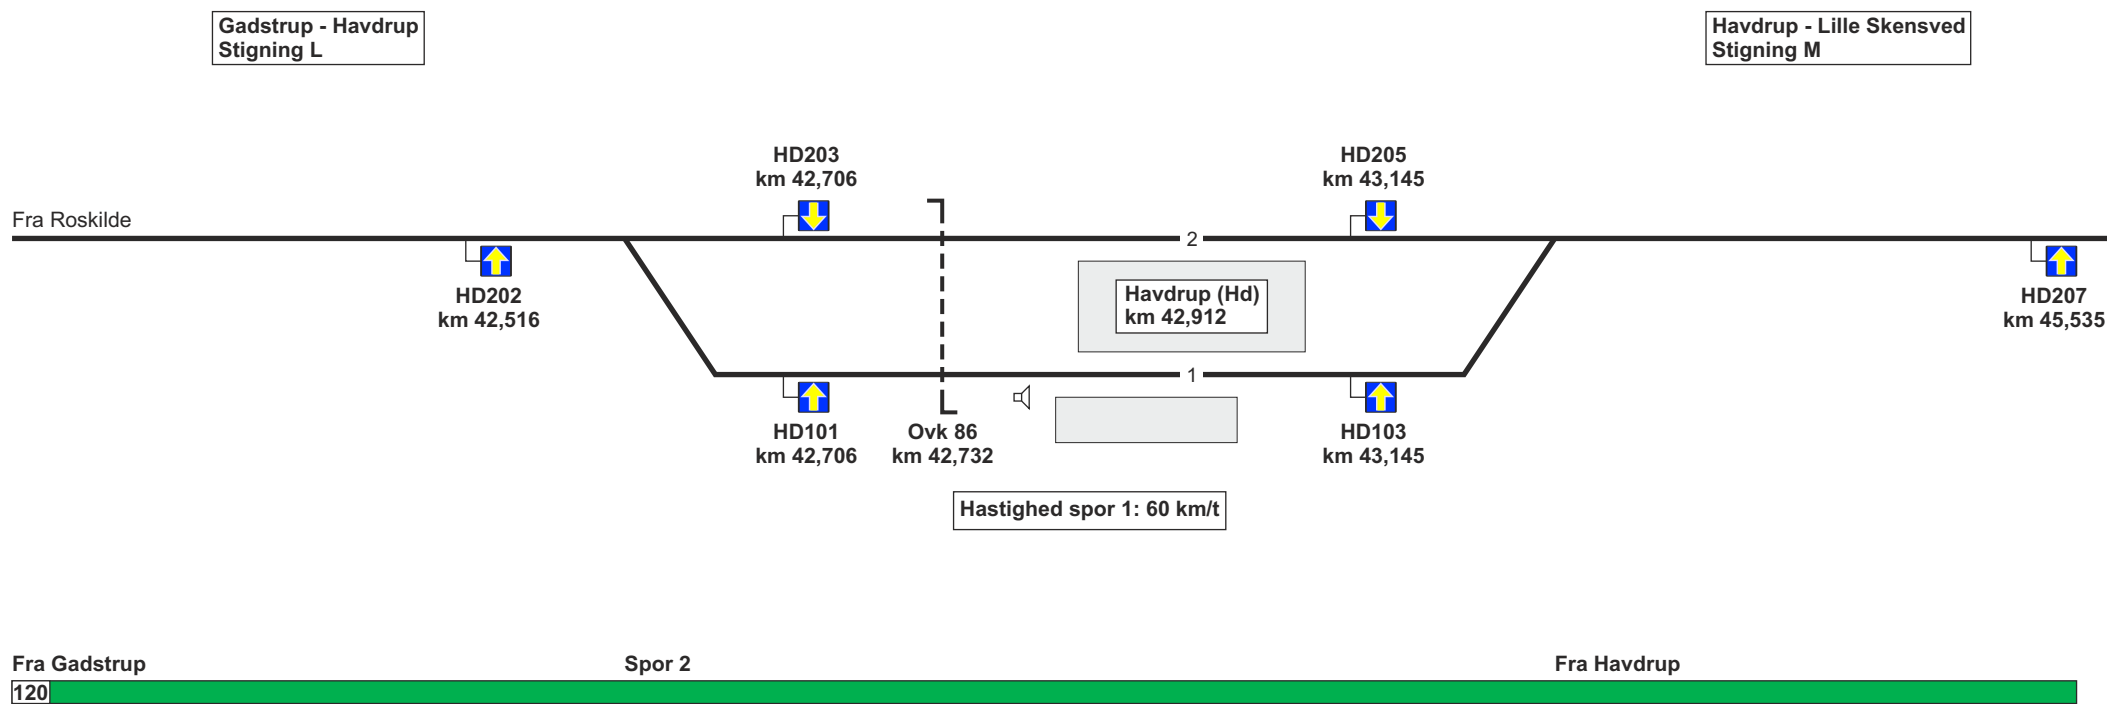 Gadstrup - Havdrup
Stigning L
Havdrup - Lille Skensved
Stigning M
HD203
km 42,706
HD205
km 43,145
Fra Roskilde
2
HD202
km 42,516
Havdrup (Hd)
km 42,912
HD207
km 45,535
1
HD101
km 42,706
Ovk 86
km 42,732
HD103
km 43,145
Hastighed spor 1: 60 km/t
Fra Gadstrup
Spor 2
Fra Havdrup
120